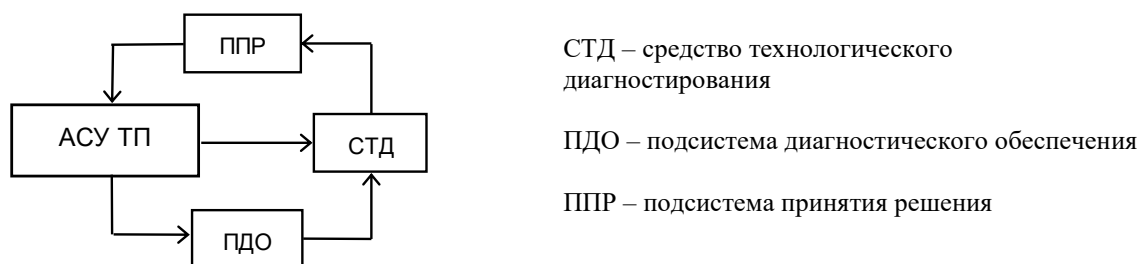 ППР
АСУ ТП
СТД
ПДО
СТД – средство технологического
диагностирования
ПДО – подсистема диагностического обеспечения
ППР – подсистема принятия решения